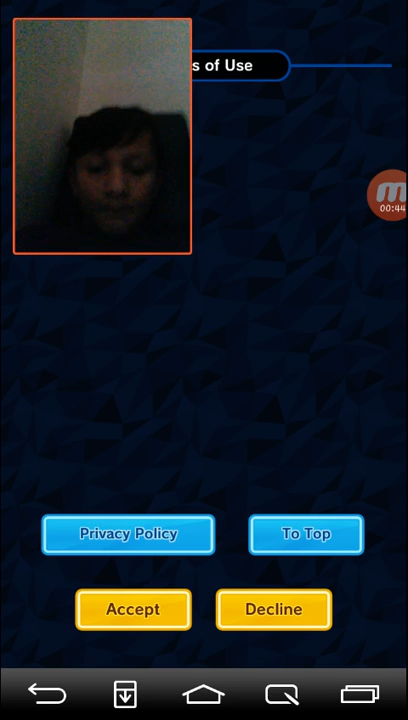 s of Use
00:44
Privacy Policy
To Top
Accept
Decline